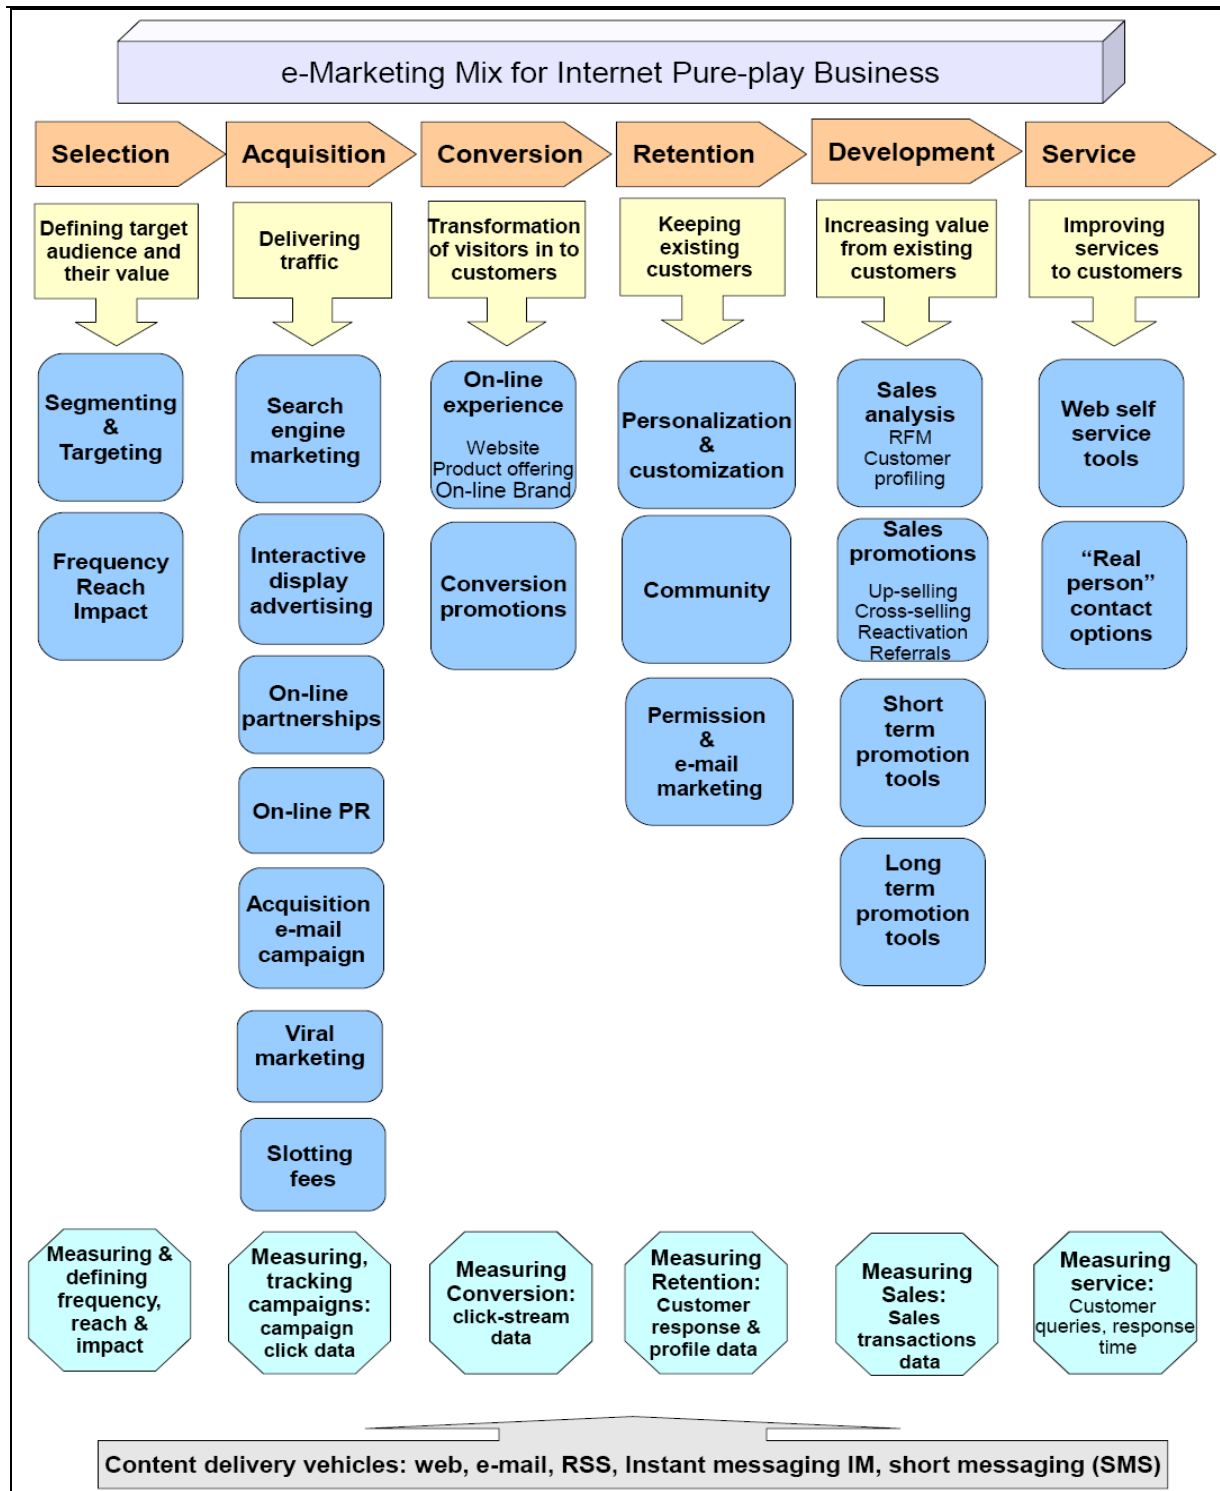 e-Marketing Mix for Internet Pure-play Business
Selection
Acquisition
Conversion
Retention
Development
Service
Defining target
audience and
their value
Delivering
traffic
Transformation
of visitors in to
customers
Keeping
existing
customers
Increasing value
from existing
customers
Improving
services
to customers
Segmenting
&
Targeting
Frequency
Reach
Impact
Search
engine
marketing
Interactive
display
advertising
On-line
partnerships
On-line PR
Acquisition
e-mail
campaign
Viral
marketing
Slotting
fees
On-line
experience
Website
Product offering
On-line Brand
Conversion
promotions
Personalization
&
customization
Community
Permission
&
e-mail
marketing
Sales
analysis
RFM
Customer
profiling
Sales
promotions
Up-selling
Cross-selling
Reactivation
Referrals
Short
term
promotion
tools
Long
term
promotion
tools
Web self
service
tools
“Real
person”
contact
options
Measuring &
defining
frequency,
reach &
impact
Measuring,
tracking
campaigns:
campaign
click data
Measuring
Conversion:
click-stream
data
Measuring
Retention:
Customer
response &
profile data
Measuring
Sales:
Sales
transactions
data
Measuring
service:
Customer
queries, response
time
Content delivery vehicles: web, e-mail, RSS, Instant messaging IM, short messaging (SMS)